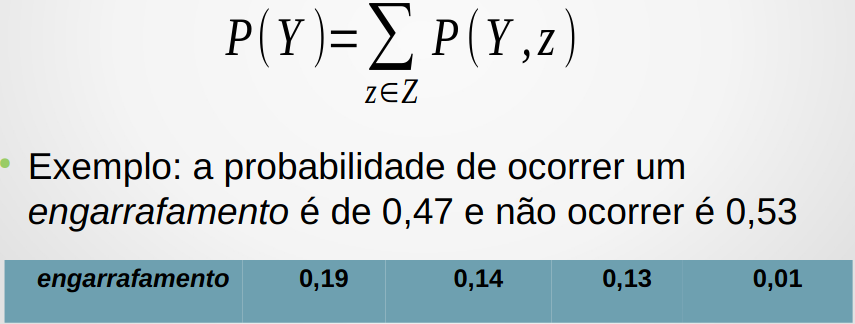 P(Y)=∑ P(Y,z)
z∈Z
• Exemplo: a probabilidade de ocorrer um
engarrafamento é de 0,47 e não ocorrer é 0,53
engarrafamento 0,19 0,14 0,13 0,01